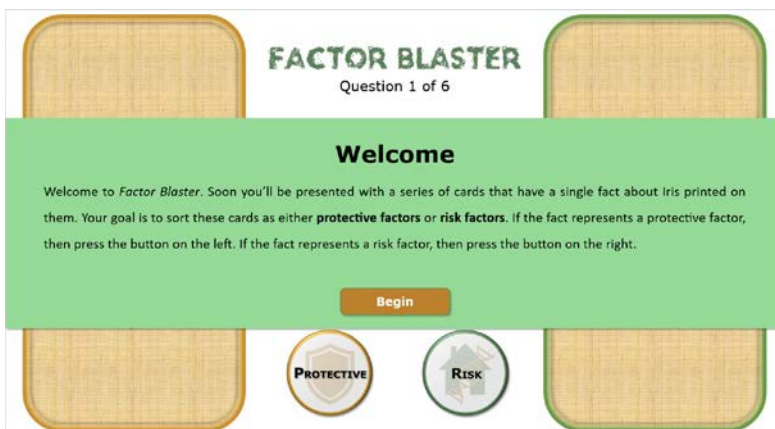 FACTOR BLASTER
Question 1 of 6
Welcome
Welcome to Factor Blaster. Soon you'll be presented with a series of cards that have a single fact about Iris printed on
them. Your goal is to sort these cards as either protective factors or risk factors. If the fact represents a protective factor,
then press the button on the left. If the fact represents a risk factor, then press the button on the right.
Begin
PROTECTIVE
RISK